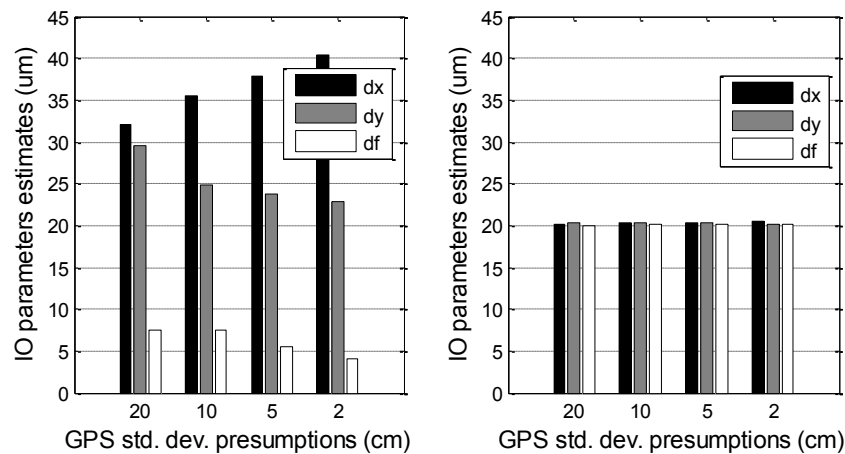 IO parameters estimates (um)
45
40
35
30
25
20
15
10
5
0
dx
dy
df
20 10 5 2
GPS std. dev. presumptions (cm)
IO parameters estimates (um)
45
40
35
30
25
20
15
10
5
0
dx
dy
df
20 10 5 2
GPS std. dev. presumptions (cm)